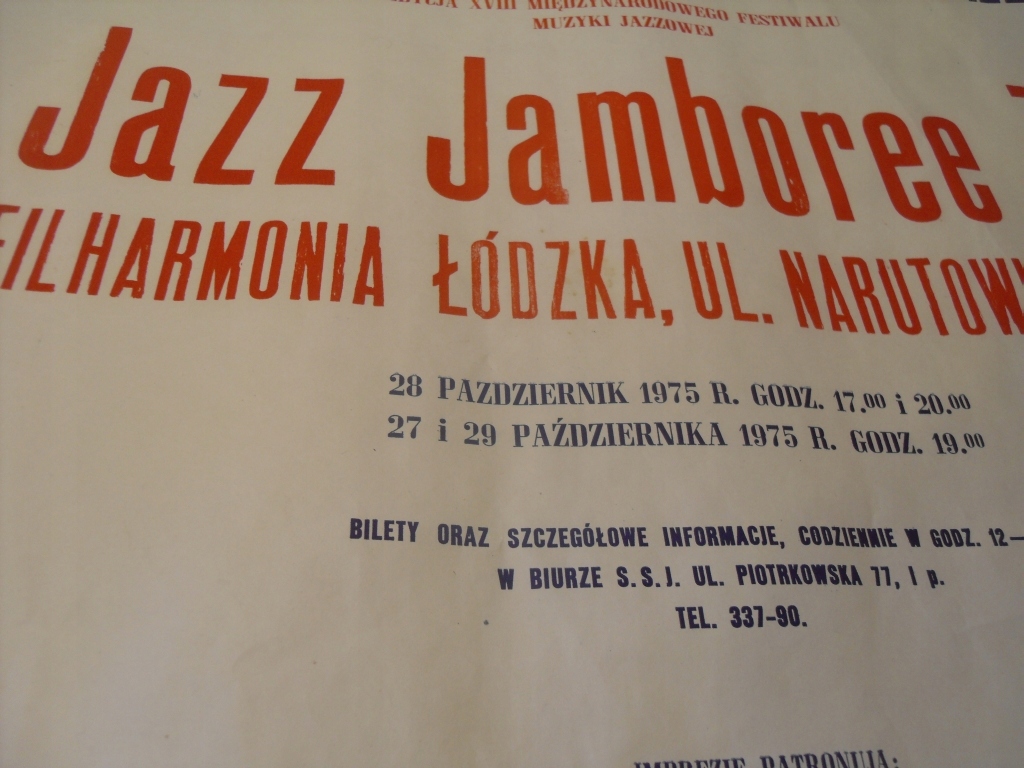 EDYCJA XVIII MIĘDZYNARODOWEGO FESTIWALU
MUZYKI JAZZOWEJ
Jazz Jamboree
FILHARMONIA ŁÓDZKA, UL. NARUTOW
28 PAZDZIERNIK 1975 R. GODZ. 17.00 i 20.00
27 i 29 PAŹDZIERNIKA 1975 R. GODZ. 19.00
BILETY ORAZ SZCZEGÓŁOWE INFORMACJE, CODZIENNIE W GODZ. 12—
W BIURZE S.S.J. UL. PIOTRKOWSKA 77, I p.
TEL. 337-90.
IMPREZIE PATRONUJĄ: